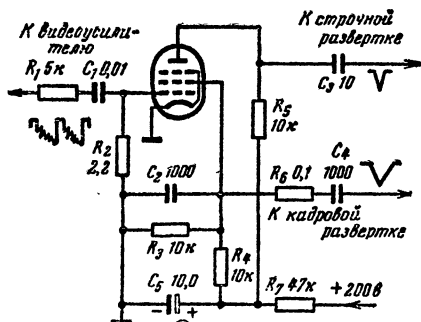 К видеоусили-
телю
R₁ 5к
C₁ 0,01
К строчной
развертке
C₃ 10
R₅
10к
R₂
2,2
C₂ 1000
R₆ 0,1
C₄
1000
К кадровой
развертке
R₃ 10к
R₄
10к
C₅ 10,0
- +
R₇ 47к
+200в